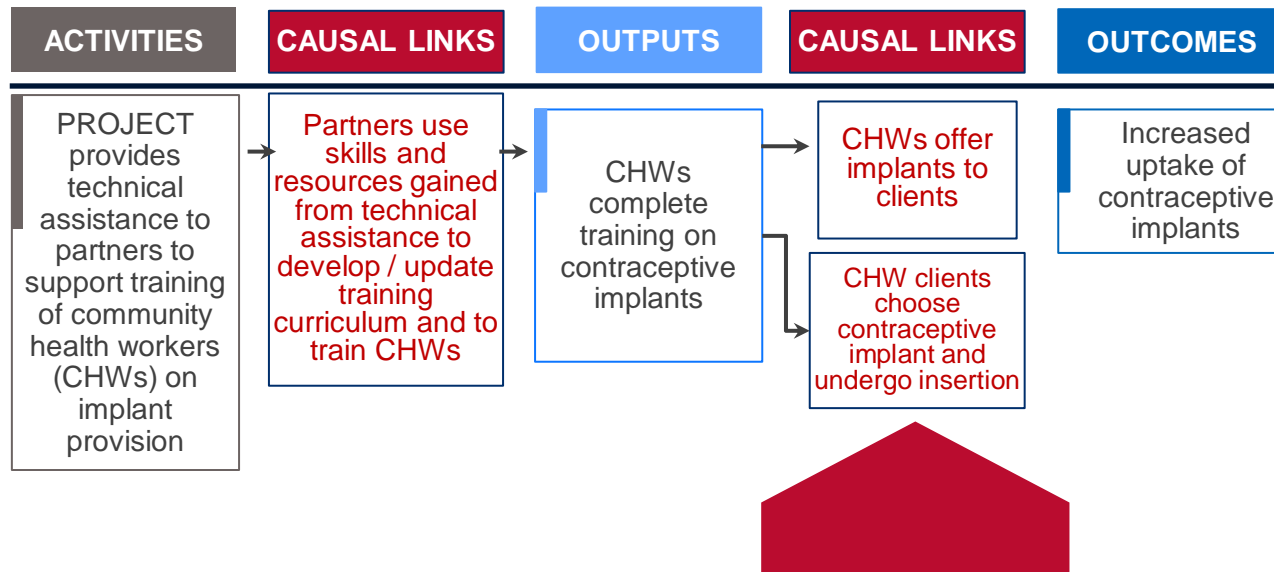 ACTIVITIES
CAUSAL LINKS
OUTPUTS
CAUSAL LINKS
OUTCOMES
PROJECT
provides
technical
assistance to
partners to
support training
of community
health workers
(CHWs) on
implant
provision
Partners use
skills and
resources gained
from technical
assistance to
develop / update
training
curriculum and to
train CHWs
CHWs
complete
training on
contraceptive
implants
CHWs offer
implants to
clients
CHW clients
choose
contraceptive
implant and
undergo insertion
Increased
uptake of
contraceptive
implants